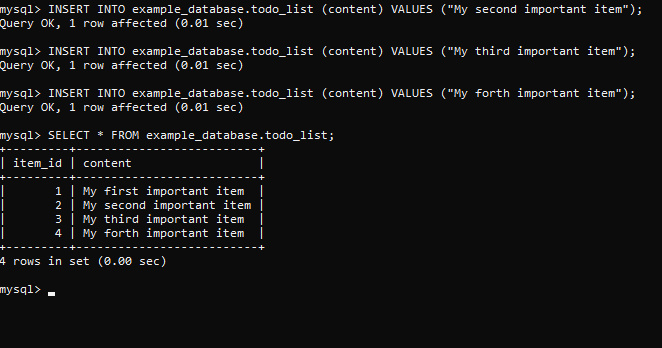 mysql> INSERT INTO example_database.todo_list (content) VALUES ("My second important item");
Query OK, 1 row affected (0.01 sec)
mysql> INSERT INTO example_database.todo_list (content) VALUES ("My third important item");
Query OK, 1 row affected (0.01 sec)
mysql> INSERT INTO example_database.todo_list (content) VALUES ("My forth important item");
Query OK, 1 row affected (0.01 sec)
mysql> SELECT * FROM example_database.todo_list;
+---------+--------------------------+
| item_id | content                  |
+---------+--------------------------+
|       1 | My first important item  |
|       2 | My second important item |
|       3 | My third important item  |
|       4 | My forth important item  |
+---------+--------------------------+
4 rows in set (0.00 sec)
mysql> _